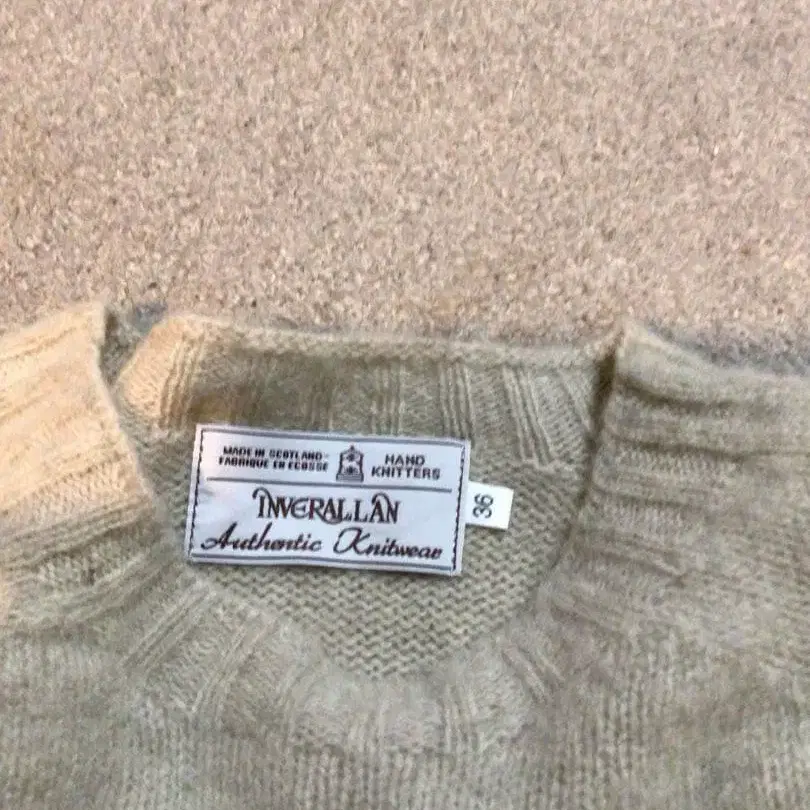 MADE IN SCOTLAND-
FABRIQUE EN ECOSSE
HAND
KNITTERS
INVERALLAN
Authentic Knitwear
36